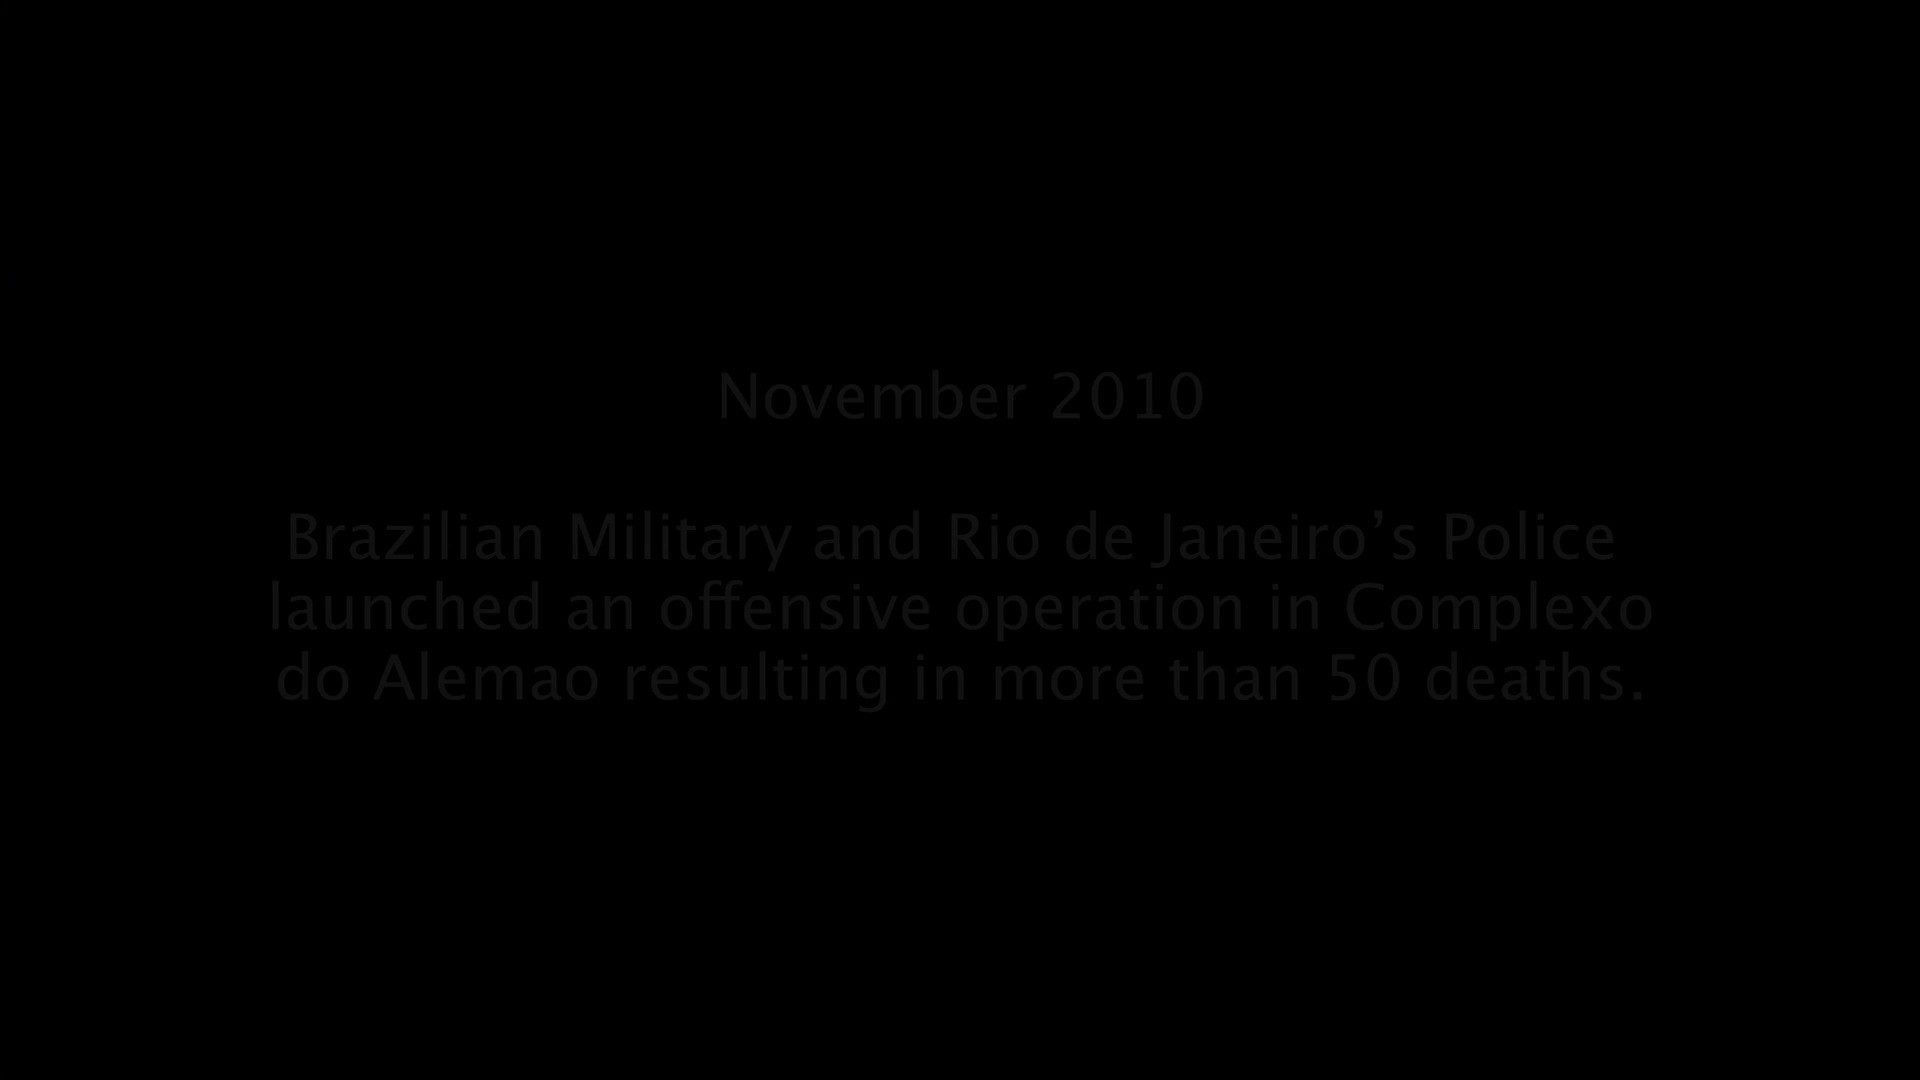 November 2010
Brazilian Military and Rio de Janeiro’s Police
launched an offensive operation in Complexo
do Alemao resulting in more than 50 deaths.